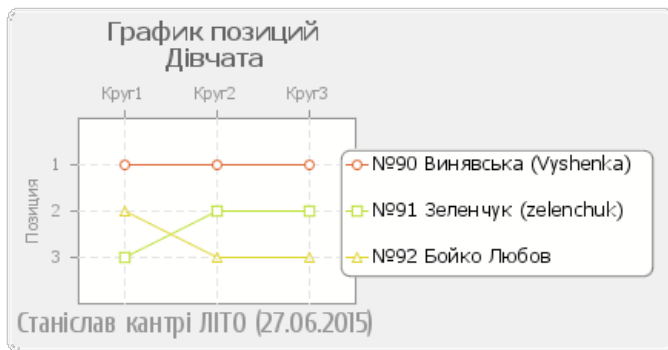 График позиций
Дівчата
Круг1 Круг2 Круг3
Позиция
1
2
3
№90 Винявська (Vyshenka)
№91 Зеленчук (zelenchuk)
№92 Бойко Любов
Станіслав кантрі ЛІТО (27.06.2015)